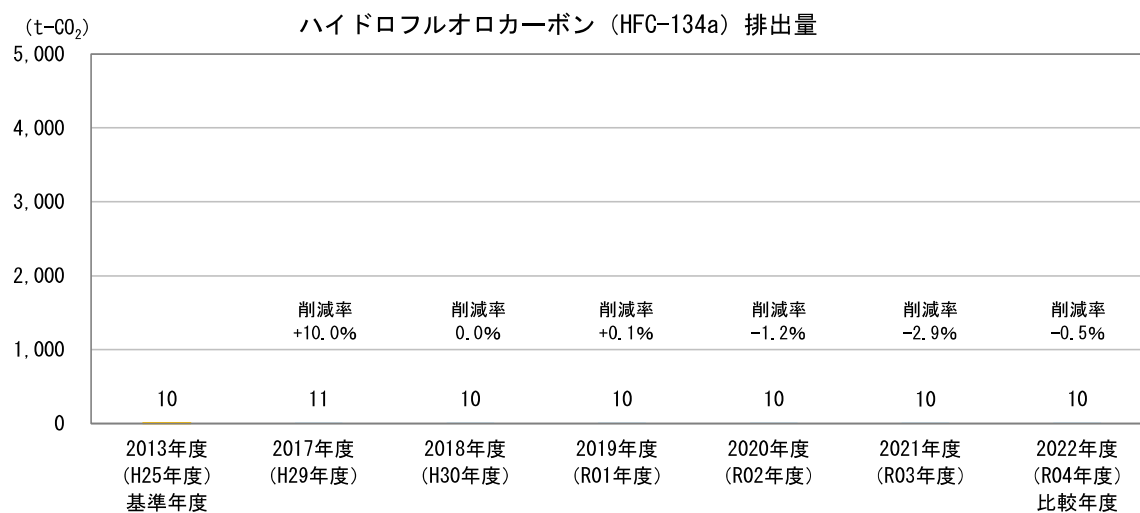 ハイドロフルオロカーボン（HFC-134a）排出量
（t-CO₂）
5,000
4,000
3,000
2,000
1,000
0
削減率 削減率 削減率 削減率 削減率 削減率
+10.0% 0.0% +0.1% -1.2% -2.9% -0.5%
10 11 10 10 10 10 10
2013年度 2017年度 2018年度 2019年度 2020年度 2021年度 2022年度
（H25年度） （H29年度） （H30年度） （R01年度） （R02年度） （R03年度） （R04年度）
基準年度 比較年度